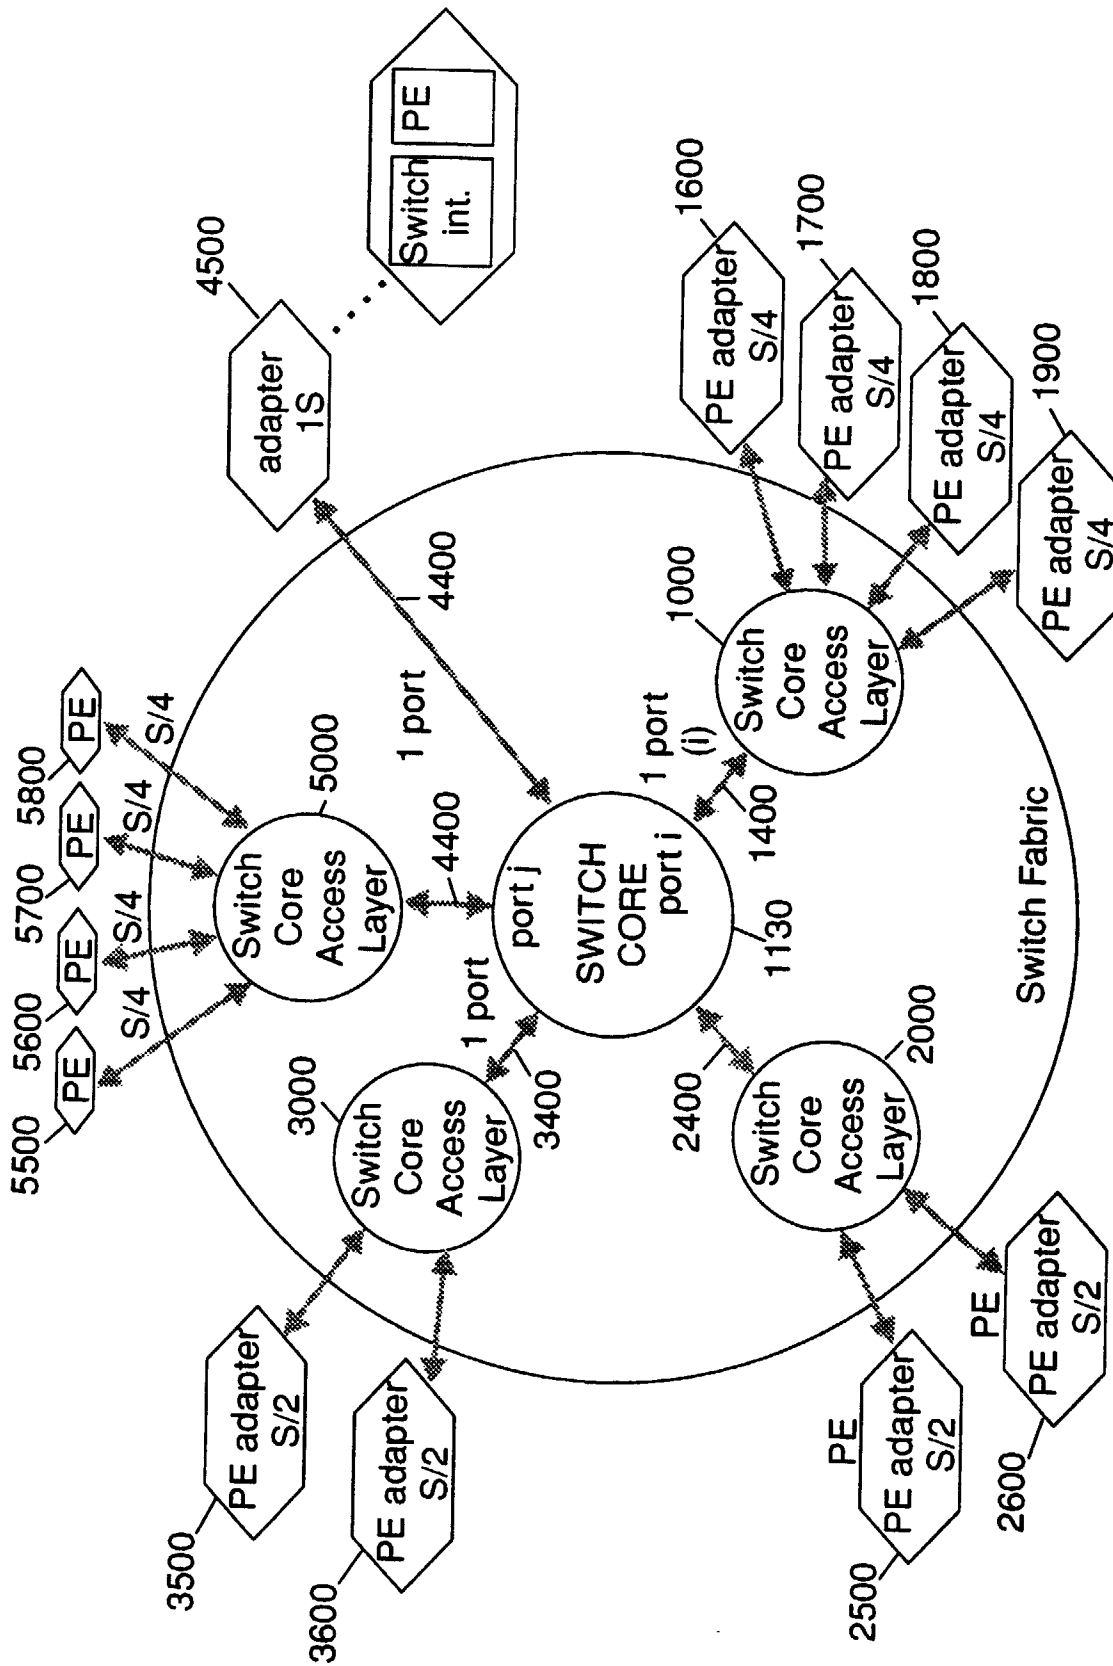 5500
PE
S/4
5600
PE
S/4
5700
PE
S/4
5800
PE
S/4
Switch
Core
Access
Layer
5000
4400
1 port
4400
adapter
1S
4500
Switch
int.
PE
3500
PE adapter
S/2
3600
PE adapter
S/2
3000
Switch
Core
Access
Layer
1 port
3400
port j
SWITCH
CORE
port i
1130
1 port
(i)
1400
1000
Switch
Core
Access
Layer
1600
PE adapter
S/4
1700
PE adapter
S/4
1800
PE adapter
S/4
1900
PE adapter
S/4
2400
2000
Switch
Core
Access
Layer
PE
PE adapter
S/2
2500
PE
PE adapter
S/2
2600
Switch Fabric